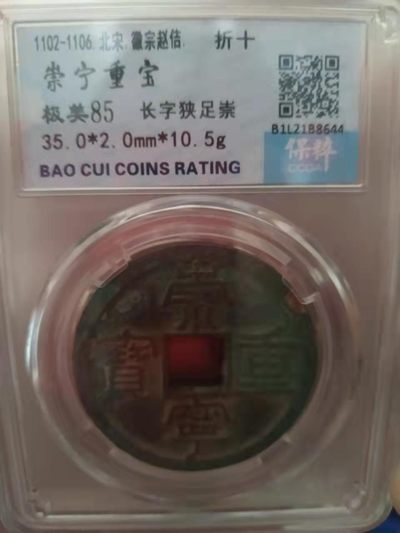 1102-1106.北宋.徽宗赵佶. 折十
崇宁重宝
极美85 长字狭足崇
35.0*2.0mm*10.5g
BAO CUI COINS RATING
B1L21B8644
保粹
崇
寧
寶